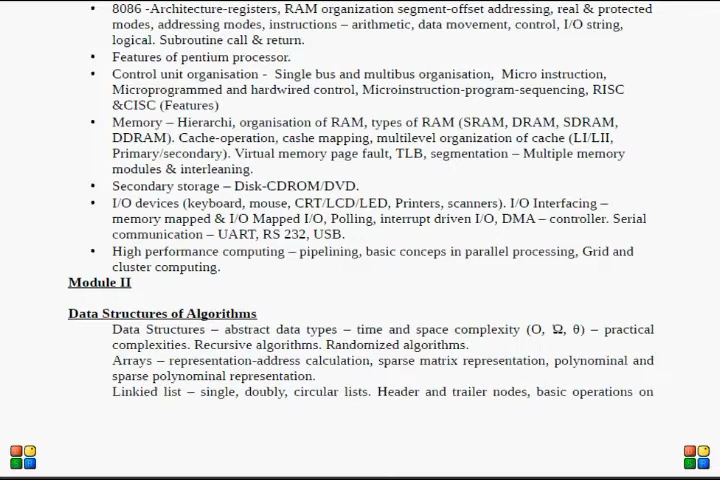 • 8086 -Architecture-registers, RAM organization segment-offset addressing, real & protected
modes, addressing modes, instructions – arithmetic, data movement, control, I/O string,
logical. Subroutine call & return.
• Features of pentium processor.
• Control unit organisation - Single bus and multibus organisation, Micro instruction,
Microprogrammed and hardwired control, Microinstruction-program-sequencing, RISC
&CISC (Features)
• Memory – Hierarchi, organisation of RAM, types of RAM (SRAM, DRAM, SDRAM,
DDRAM). Cache-operation, cashe mapping, multilevel organization of cache (LI/LII,
Primary/secondary). Virtual memory page fault, TLB, segmentation – Multiple memory
modules & interleaning.
• Secondary storage – Disk-CDROM/DVD.
• I/O devices (keyboard, mouse, CRT/LCD/LED, Printers, scanners). I/O Interfacing –
memory mapped & I/O Mapped I/O, Polling, interrupt driven I/O, DMA – controller. Serial
communication – UART, RS 232, USB.
• High performance computing – pipelining, basic conceps in parallel processing, Grid and
cluster computing.
Module II
Data Structures of Algorithms
Data Structures – abstract data types – time and space complexity (O, Ω, θ) – practical
complexities. Recursive algorithms. Randomized algorithms.
Arrays – representation-address calculation, sparse matrix representation, polynominal and
sparse polynominal representation.
Linkied list – single, doubly, circular lists. Header and trailer nodes, basic operations on